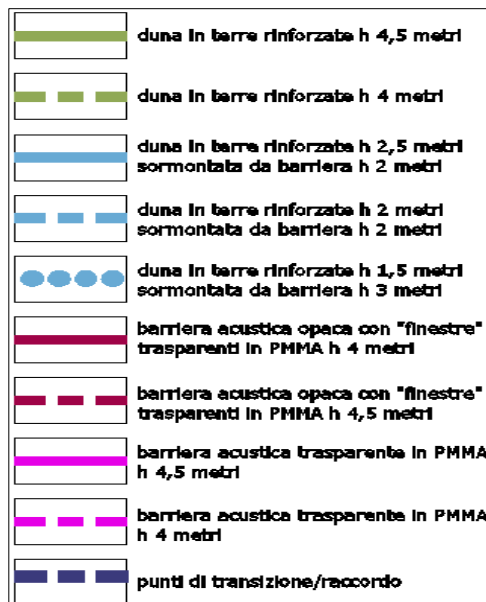 duna in terre rinforzate h 4,5 metri
duna in terre rinforzate h 4 metri
duna in terre rinforzate h 2,5 metri
sormontata da barriera h 2 metri
duna in terre rinforzate h 2 metri
sormontata da barriera h 2 metri
duna in terre rinforzate h 1,5 metri
sormontata da barriera h 3 metri
barriera acustica opaca con "finestre"
trasparenti in PMMA h 4 metri
barriera acustica opaca con "finestre"
trasparenti in PMMA h 4,5 metri
barriera acustica trasparente in PMMA
h 4,5 metri
barriera acustica trasparente in PMMA
h 4 metri
punti di transizione/raccordo